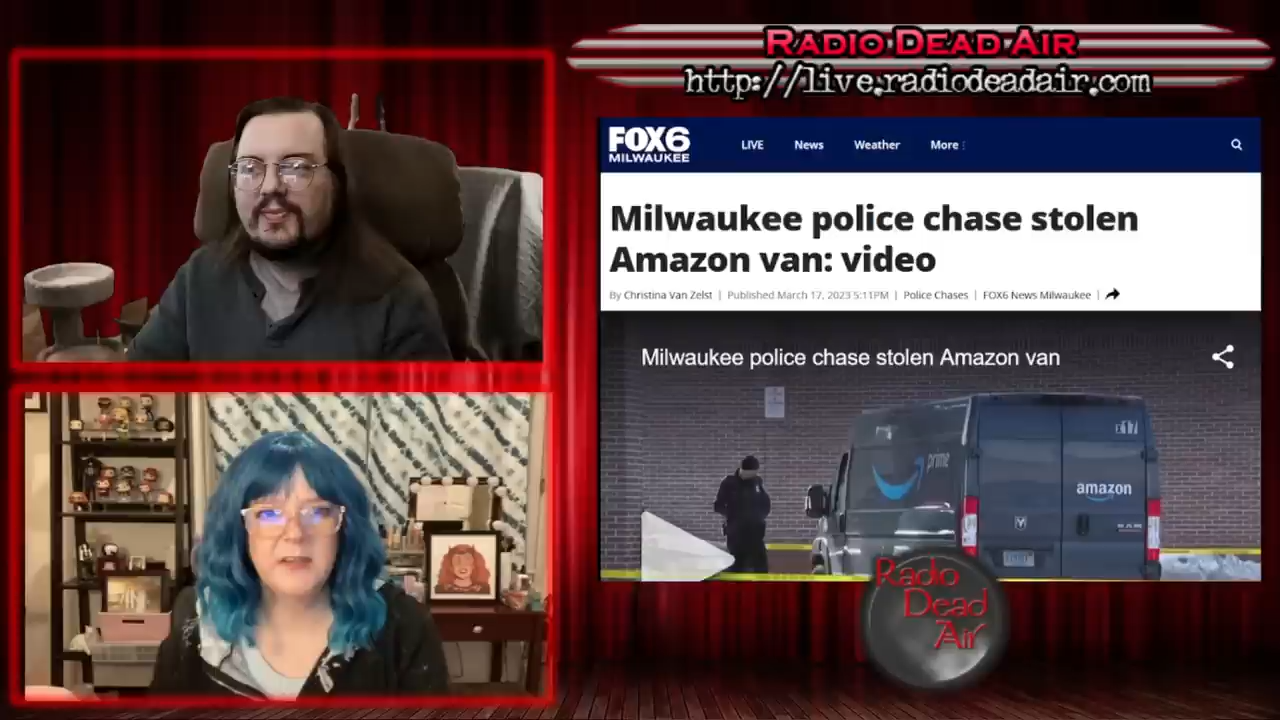 Radio Dead Air
http://live.radiodeadair.com
FOX6
MILWAUKEE
LIVE
News
Weather
More
Milwaukee police chase stolen
Amazon van: video
By Christina Van Zelst | Published March 17, 2023 5:11PM | Police Chases | FOX6 News Milwaukee |
Milwaukee police chase stolen Amazon van
prime
amazon
RAM
Radio
Dead
Air